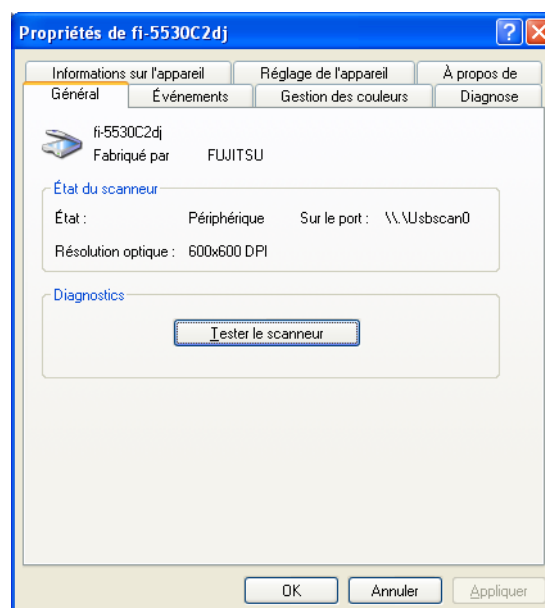 Propriétés de fi-5530C2dj
Informations sur l'appareil Réglage de l'appareil À propos de
Général Événements Gestion des couleurs Diagnose
fi-5530C2dj
Fabriqué par FUJITSU
État du scanneur
État : Périphérique Sur le port : \\.\Usbscan0
Résolution optique : 600x600 DPI
Diagnostics
Tester le scanneur
OK Annuler Appliquer